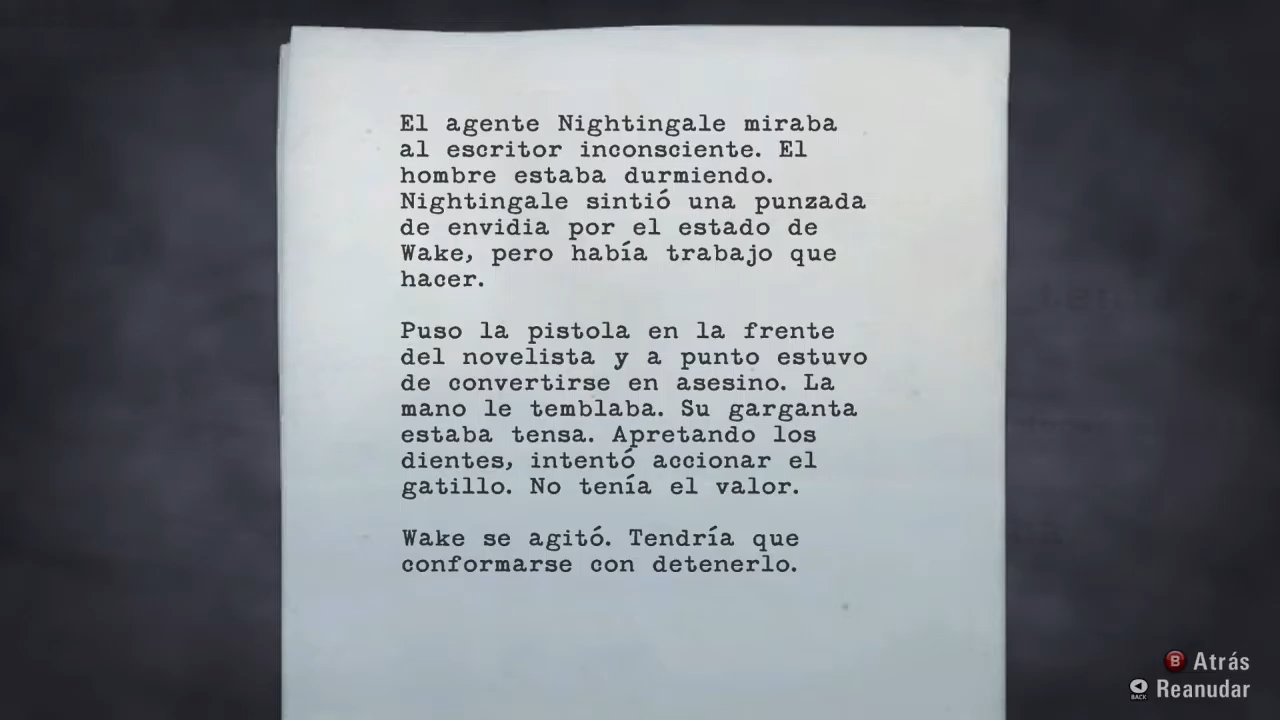 El agente Nightingale miraba
al escritor inconsciente. El
hombre estaba durmiendo.
Nightingale sintió una punzada
de envidia por el estado de
Wake, pero había trabajo que
hacer.
Puso la pistola en la frente
del novelista y a punto estuvo
de convertirse en asesino. La
mano le temblaba. Su garganta
estaba tensa. Apretando los
dientes, intentó accionar el
gatillo. No tenía el valor.
Wake se agitó. Tendría que
conformarse con detenerlo.
B Atrás
BACK Reanudar